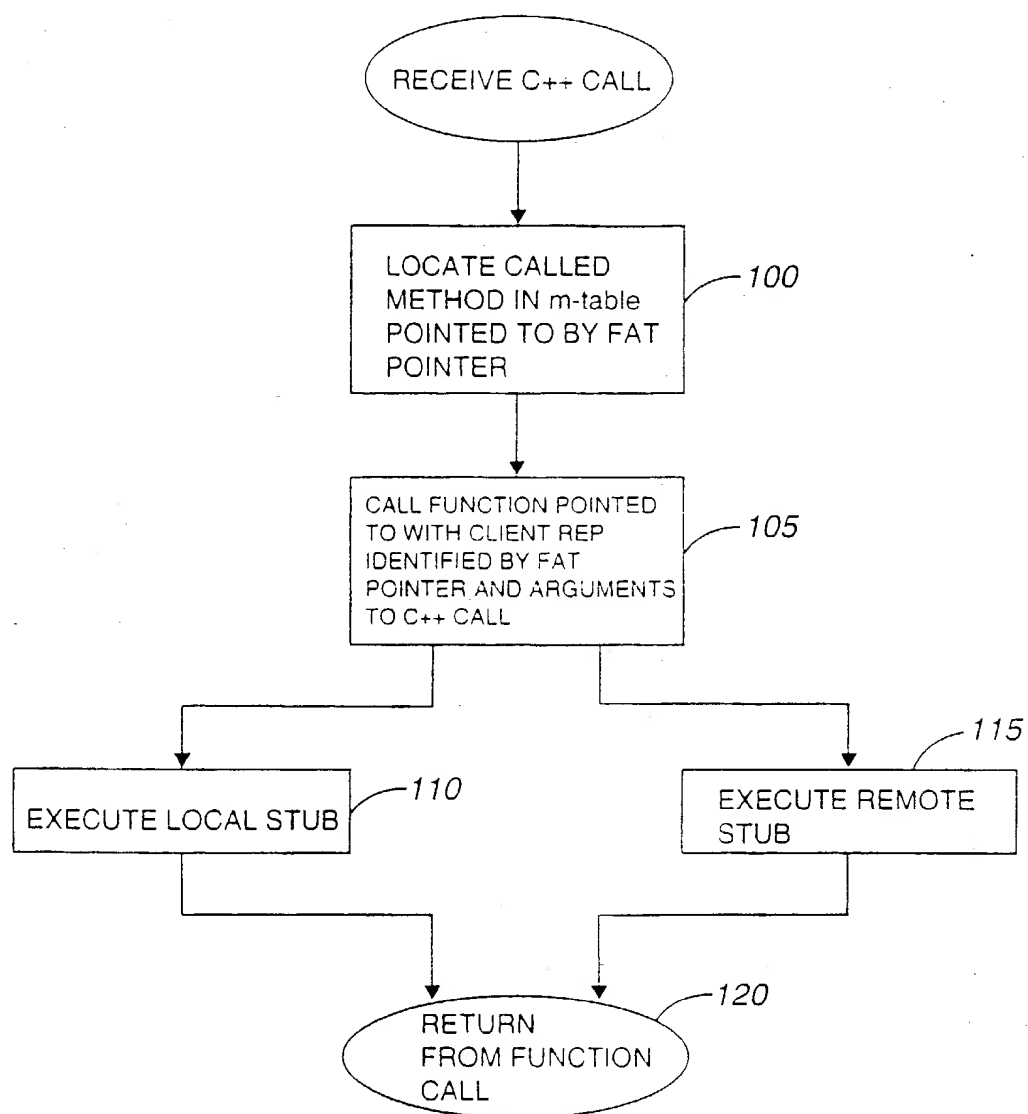 RECEIVE C++ CALL
LOCATE CALLED
METHOD IN m-table
POINTED TO BY FAT
POINTER
100
CALL FUNCTION POINTED
TO WITH CLIENT REP
IDENTIFIED BY FAT
POINTER AND ARGUMENTS
TO C++ CALL
105
EXECUTE LOCAL STUB
110
EXECUTE REMOTE
STUB
115
RETURN
FROM FUNCTION
CALL
120